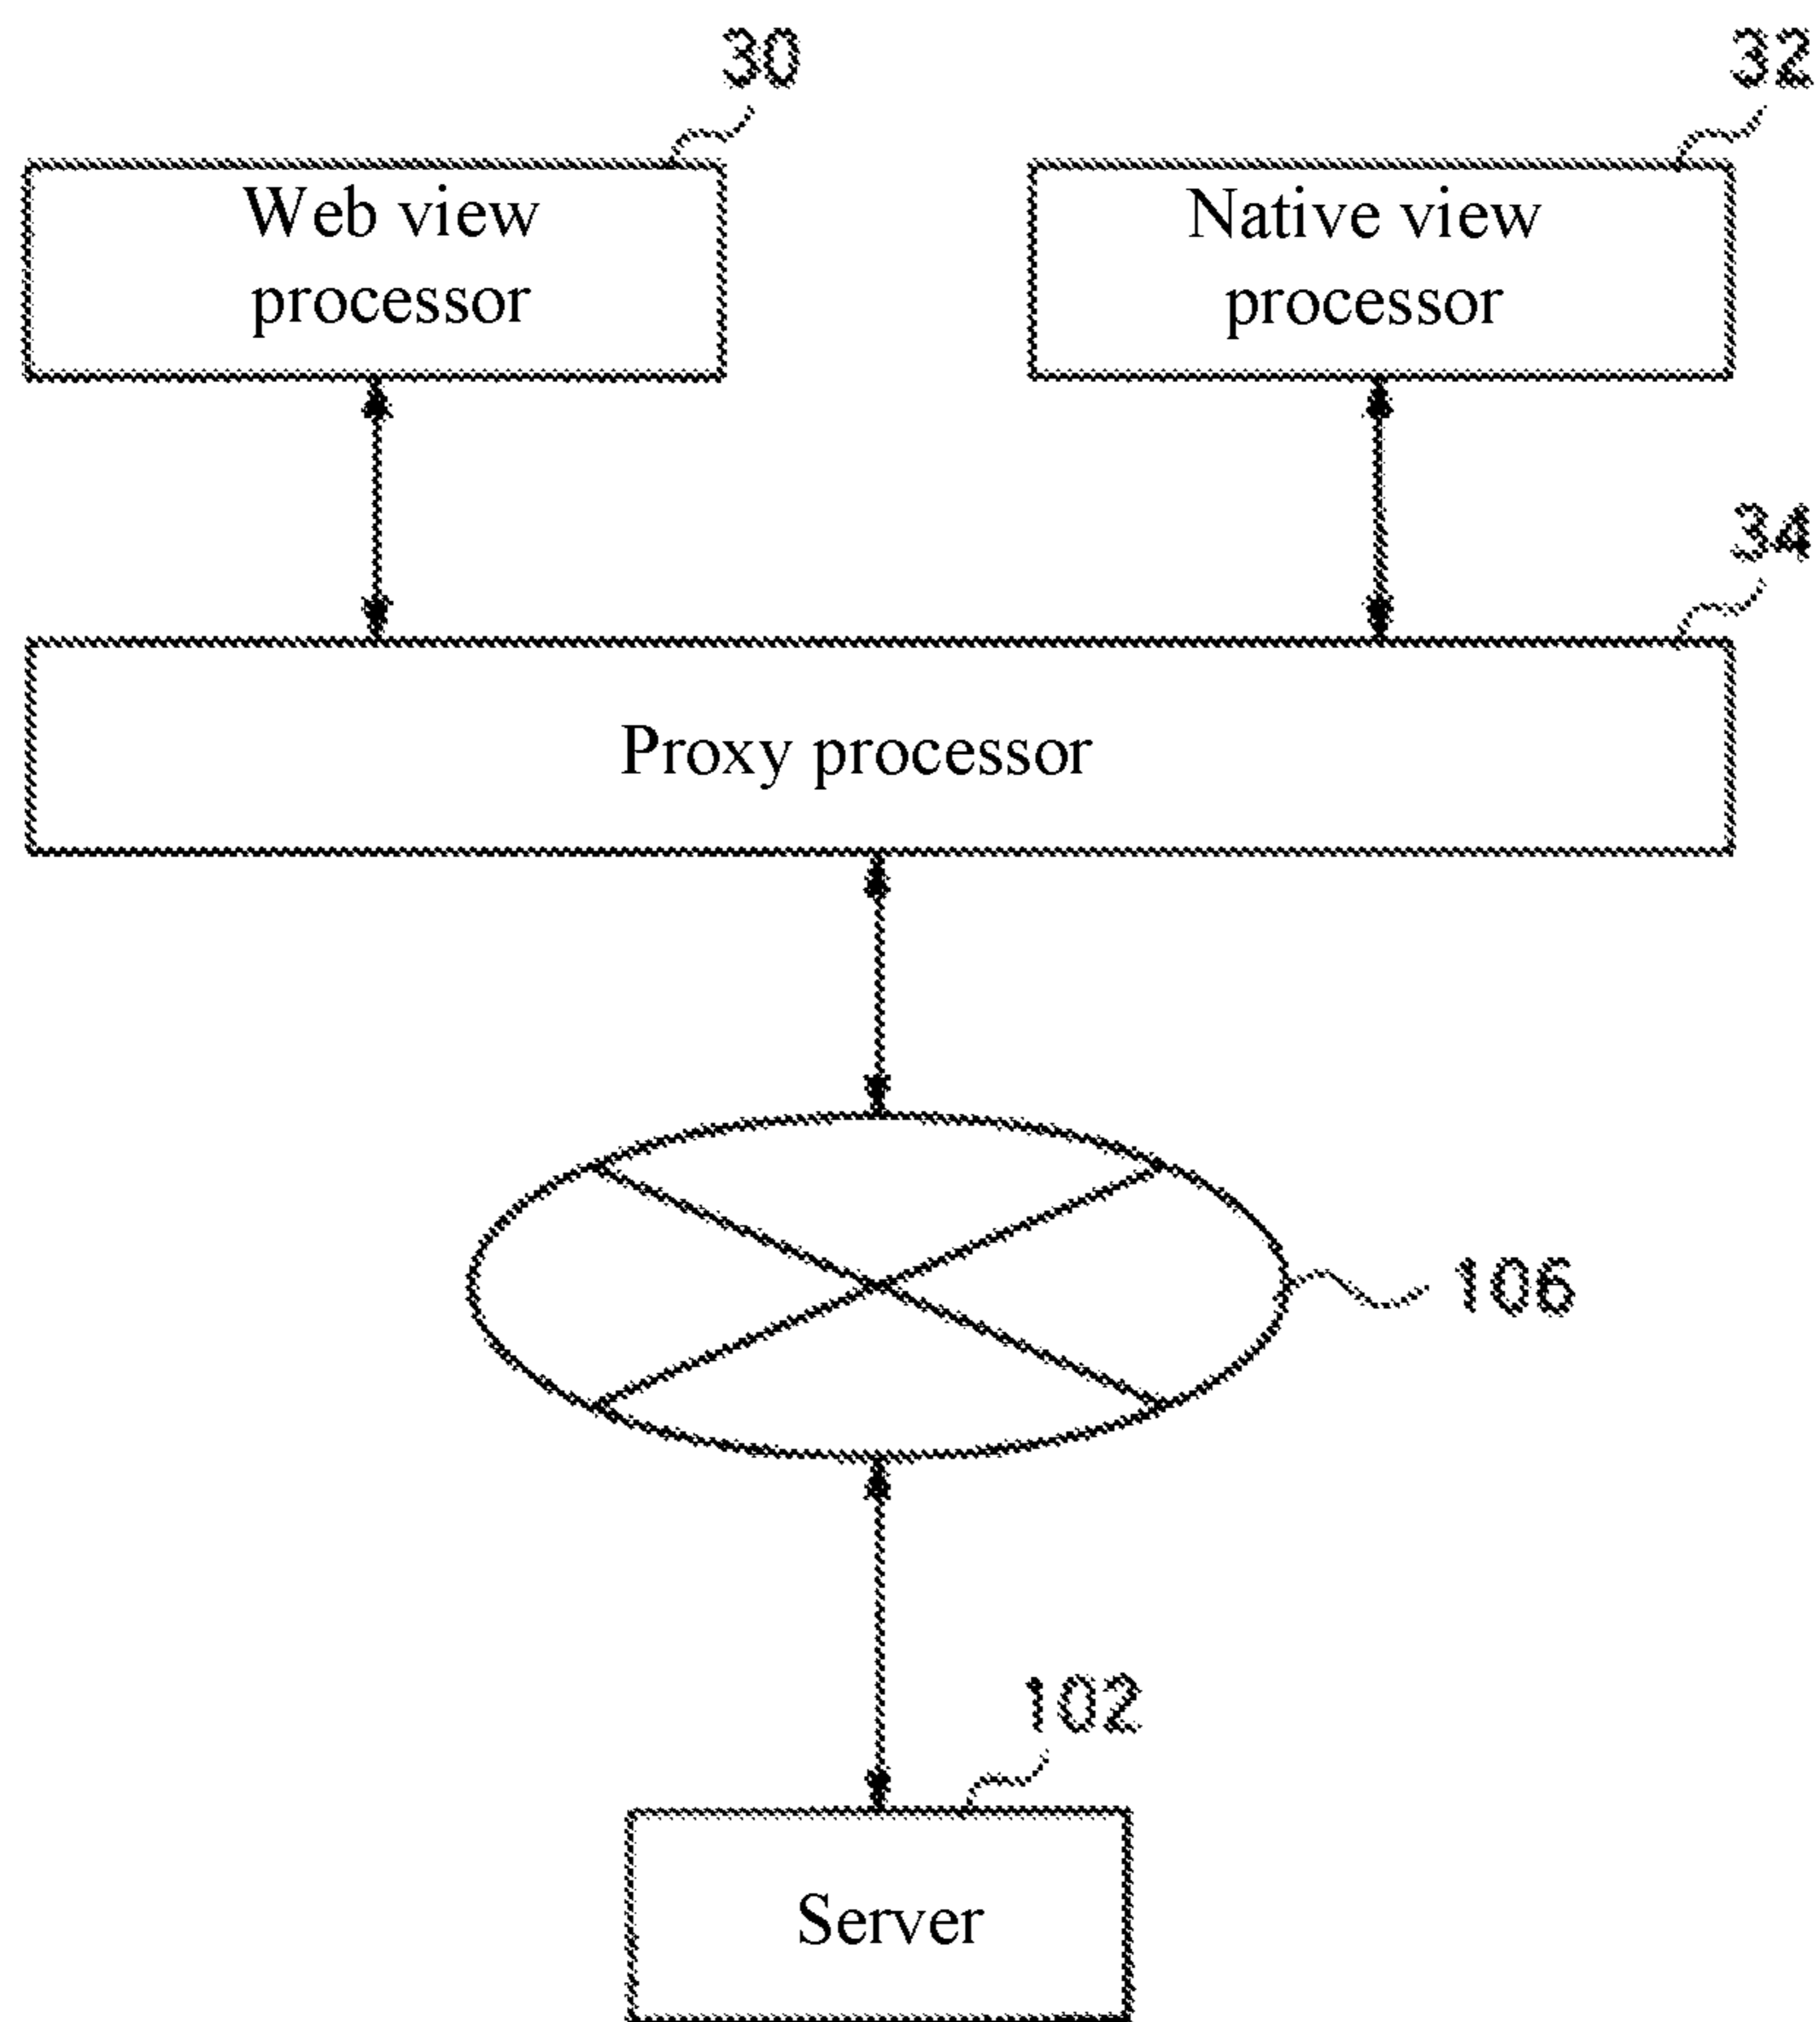 30
32
Web view
processor
Native view
processor
34
Proxy processor
106
102
Server